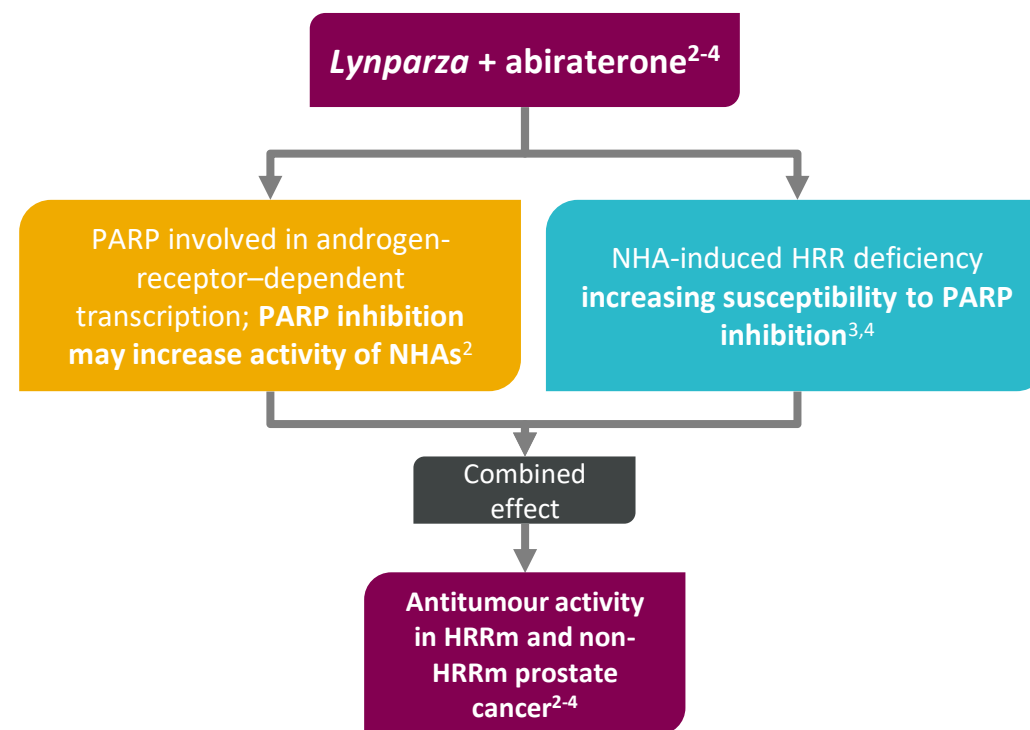 Lynparza + abiraterone2-4
PARP involved in androgen-
receptor–dependent
transcription; PARP inhibition
may increase activity of NHAs2
NHA-induced HRR deficiency
increasing susceptibility to PARP
inhibition3,4
Combined
effect
Antitumour activity
in HRRm and non-
HRRm prostate
cancer2-4